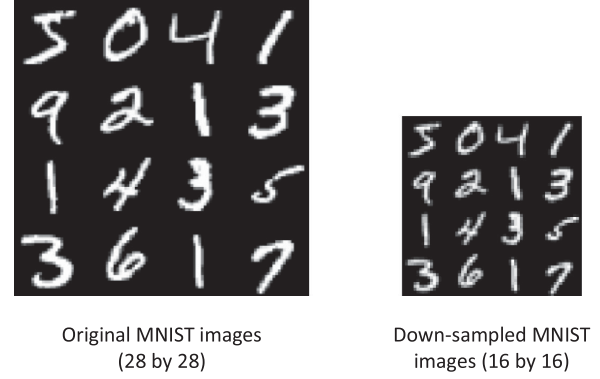 5 0 4 1
9 2 1 3
1 4 3 5
3 6 1 7
5 0 4 1
9 2 1 3
1 4 3 5
3 6 1 7
Original MNIST images
(28 by 28)
Down-sampled MNIST
images (16 by 16)